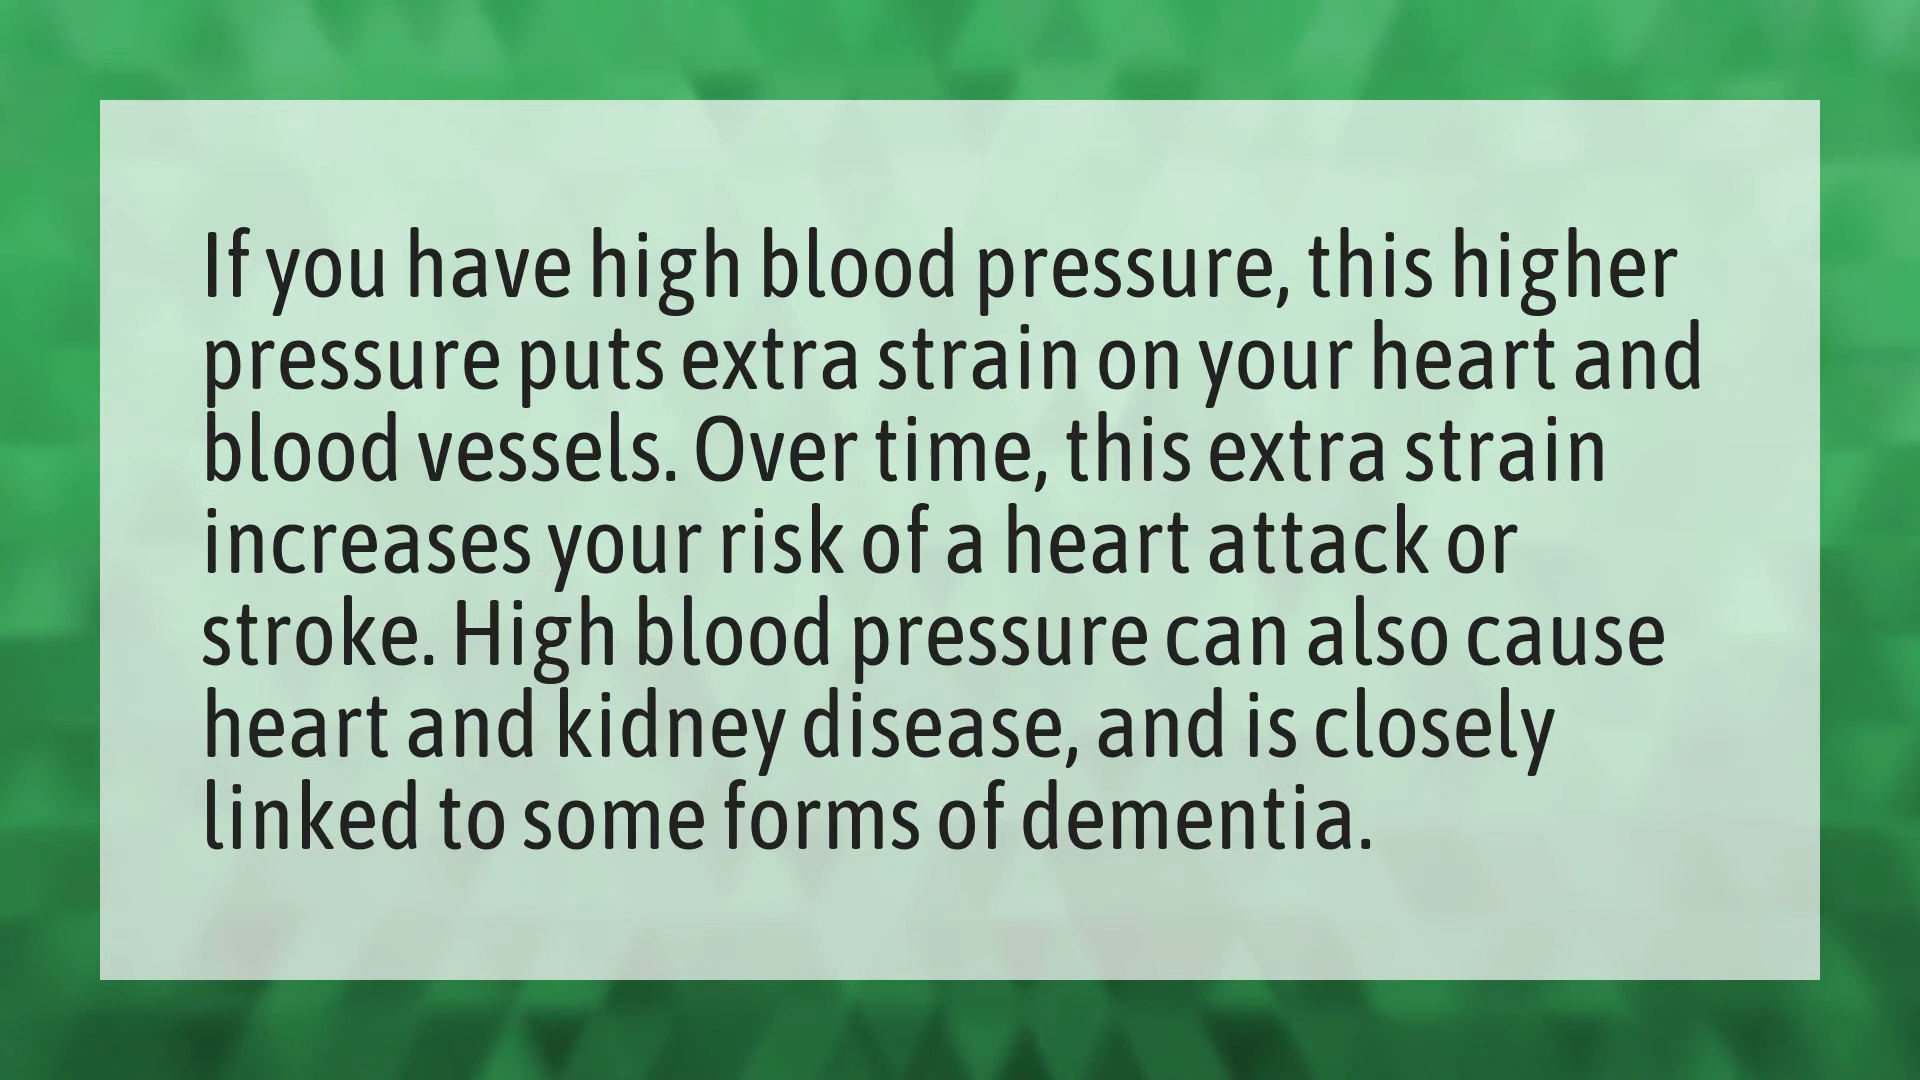 If you have high blood pressure, this higher
pressure puts extra strain on your heart and
blood vessels. Over time, this extra strain
increases your risk of a heart attack or
stroke. High blood pressure can also cause
heart and kidney disease, and is closely
linked to some forms of dementia.